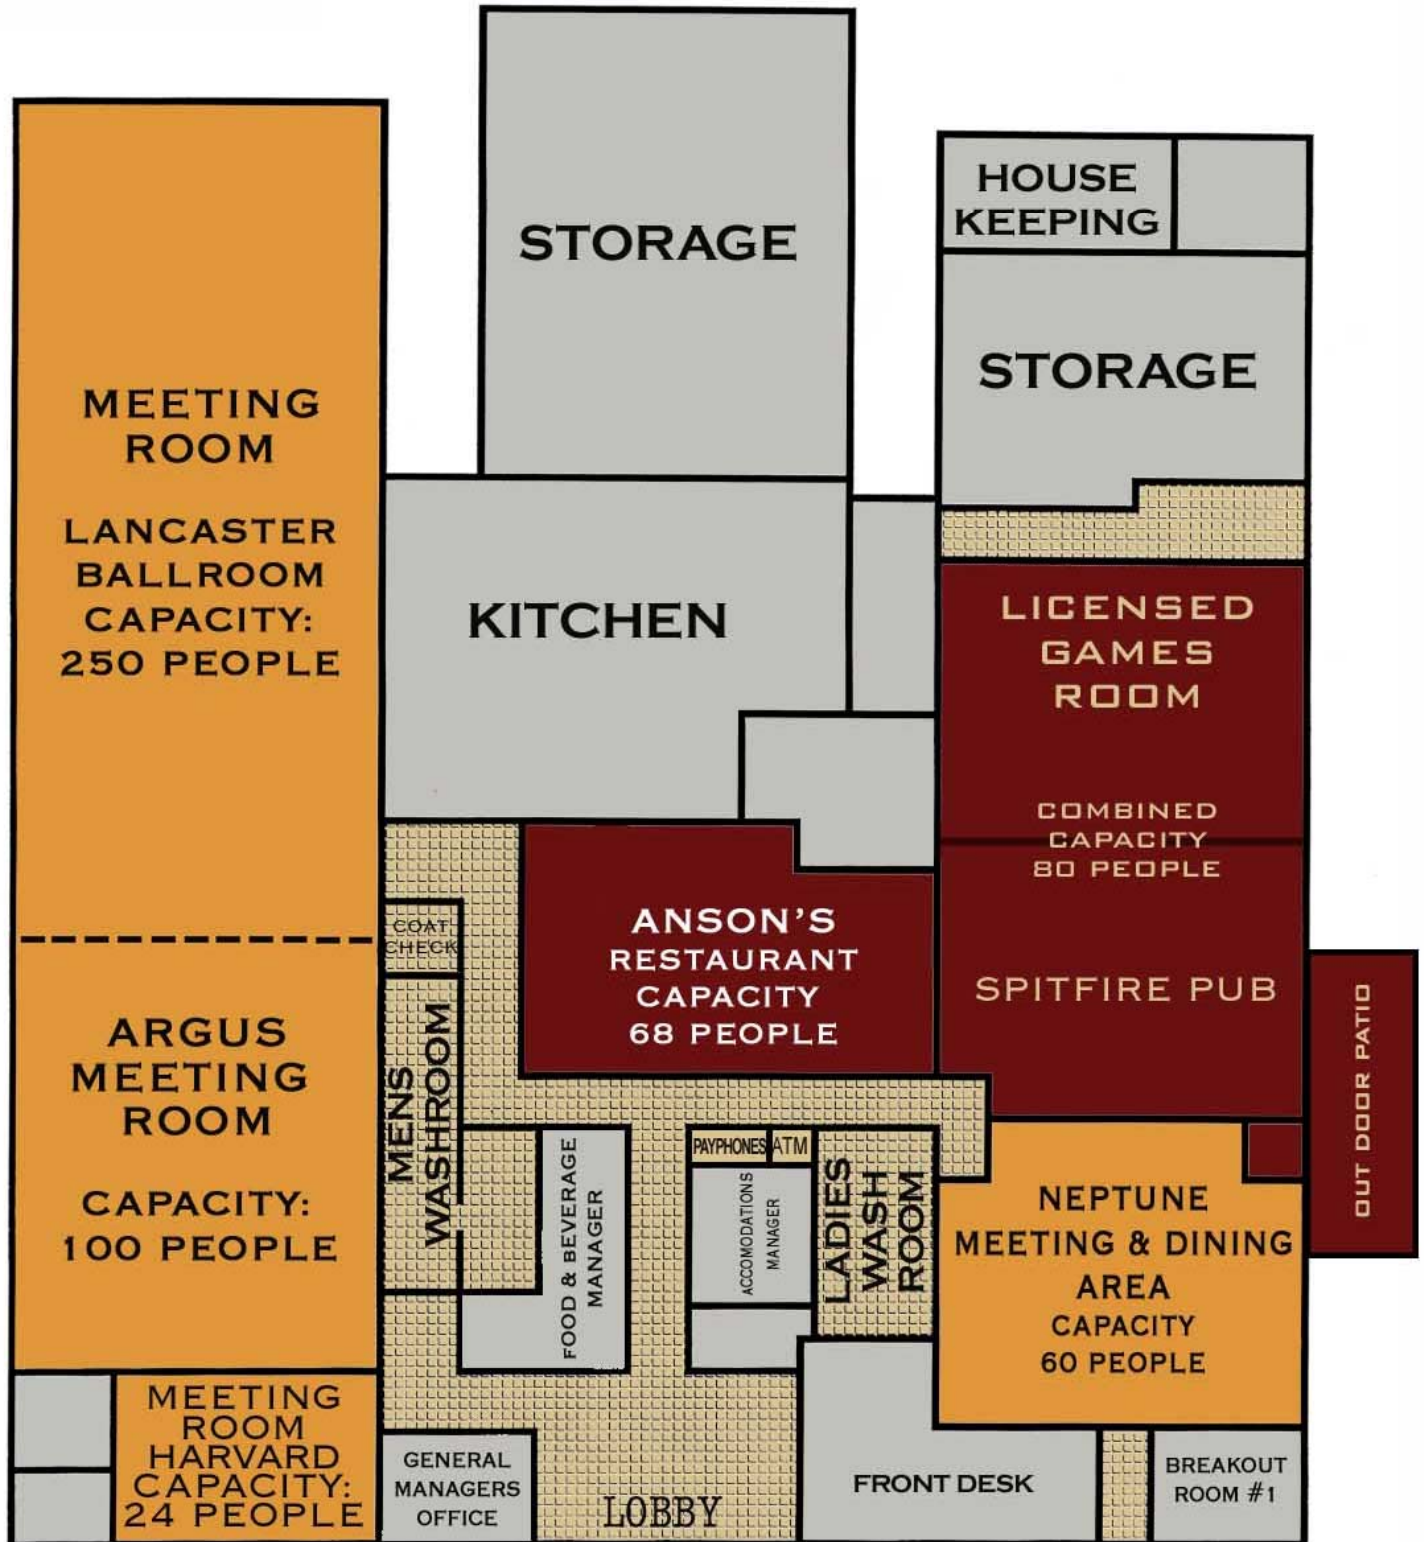 STORAGE
HOUSE
KEEPING
STORAGE
MEETING
ROOM
LANCASTER
BALLROOM
CAPACITY:
250 PEOPLE
KITCHEN
LICENSED
GAMES
ROOM
COMBINED
CAPACITY
80 PEOPLE
SPITFIRE PUB
OUT DOOR PATIO
COAT
CHECK
ANSON'S
RESTAURANT
CAPACITY
68 PEOPLE
ARGUS
MEETING
ROOM
CAPACITY:
100 PEOPLE
MENS
WASHROOM
FOOD & BEVERAGE
MANAGER
PAYPHONES
ATM
ACCOMODATIONS
MANAGER
LADIES
WASH
ROOM
NEPTUNE
MEETING & DINING
AREA
CAPACITY
60 PEOPLE
MEETING
ROOM
HARVARD
CAPACITY:
24 PEOPLE
GENERAL
MANAGERS
OFFICE
LOBBY
FRONT DESK
BREAKOUT
ROOM #1